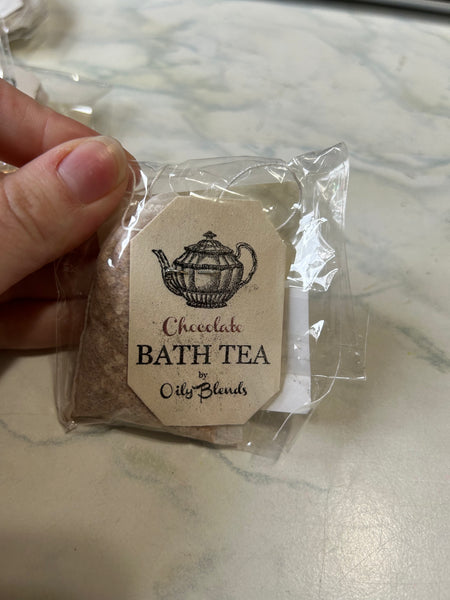 Chocolate
BATH TEA
by
Oily Blends